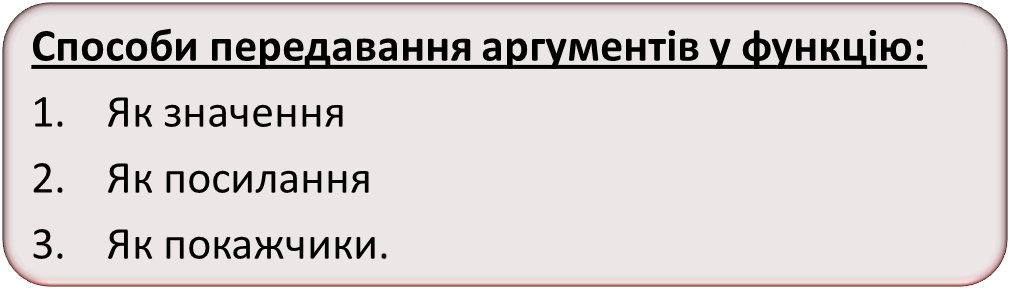 Способи передавання аргументів у функцію:
1. Як значення
2. Як посилання
3. Як покажчики.